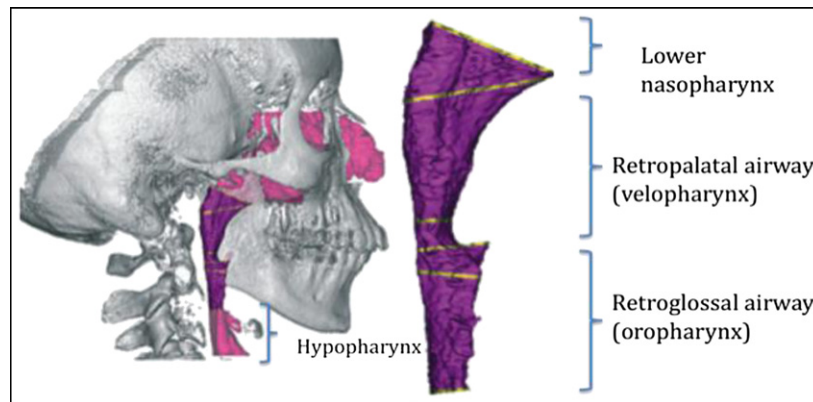 Lower
nasopharynx
Retropalatal airway
(velopharynx)
Retroglossal airway
(oropharynx)
Hypopharynx